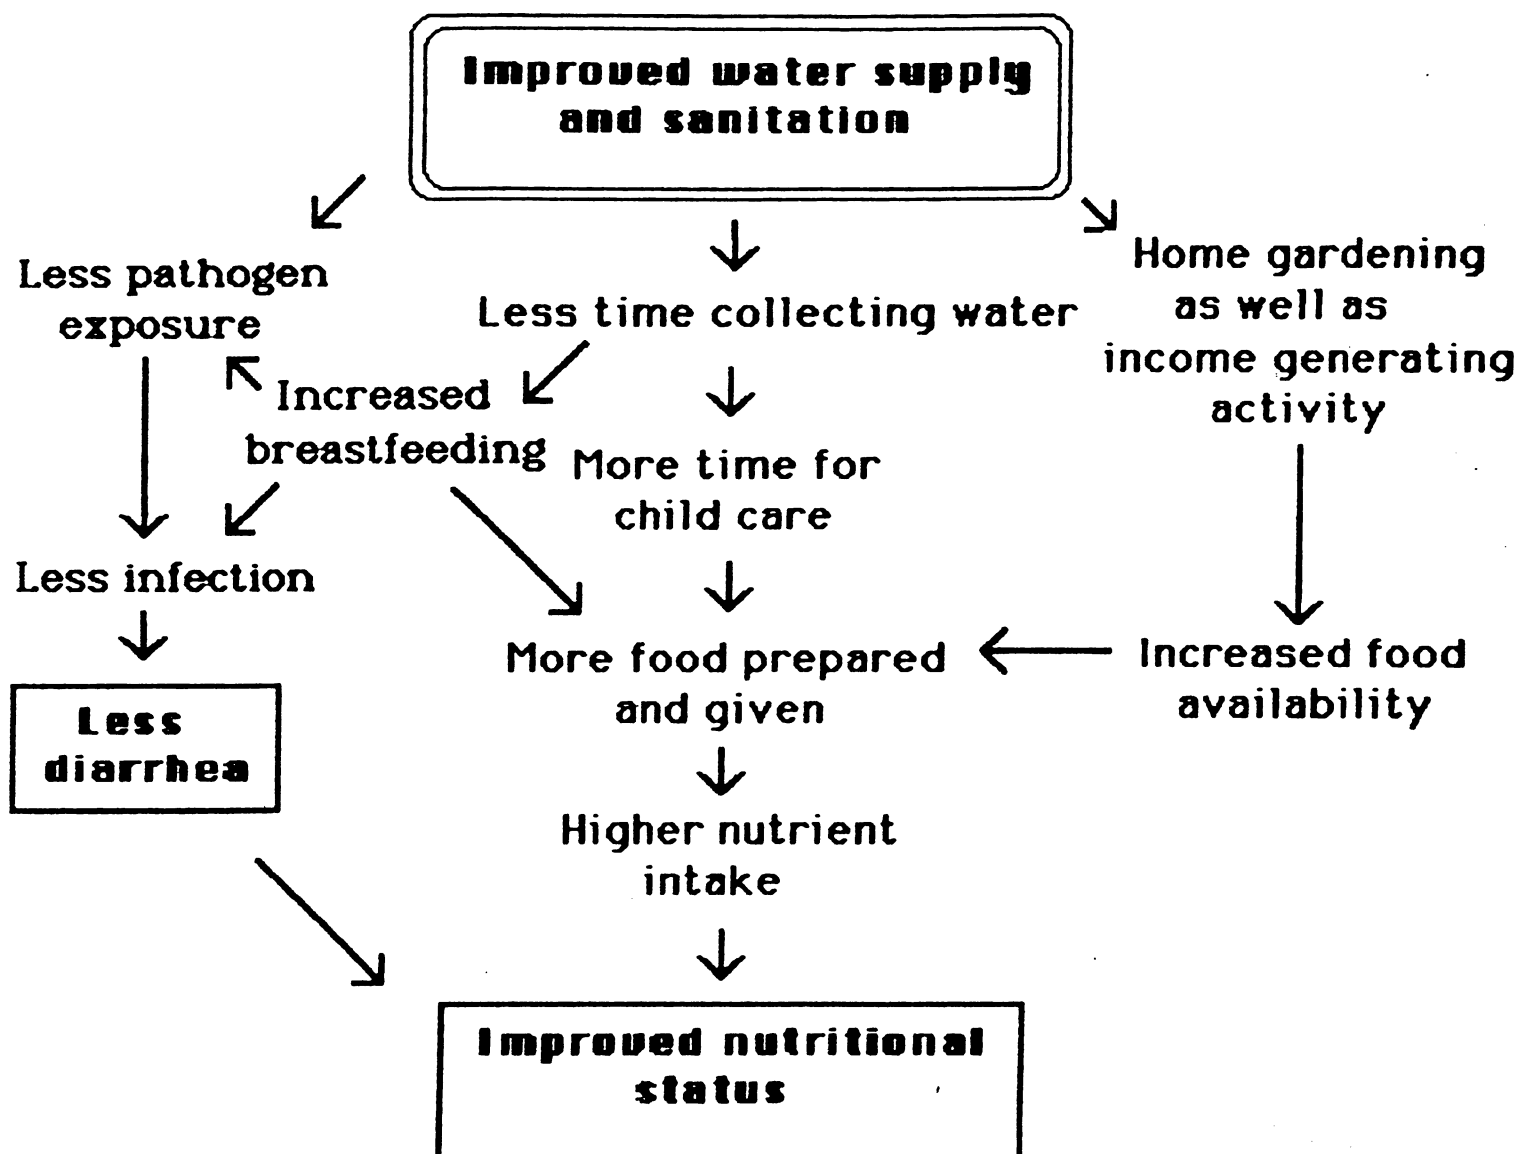 Improved water supply
and sanitation
Less pathogen
exposure
Less time collecting water
Home gardening
as well as
income generating
activity
Increased
breastfeeding
More time for
child care
Less infection
More food prepared
and given
Increased food
availability
Less
diarrhea
Higher nutrient
intake
Improved nutritional
status